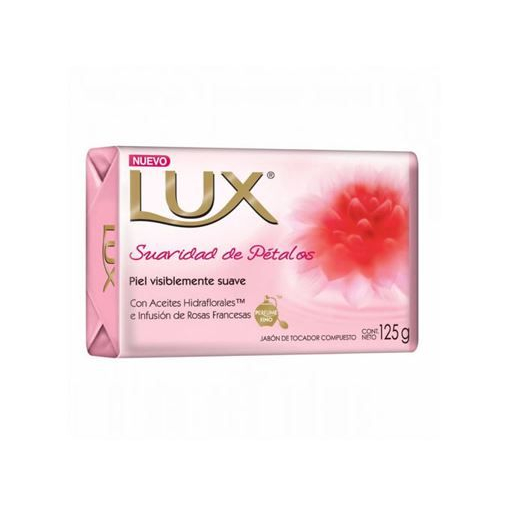 NUEVO
LUX®
Suavidad de Pétalos
Piel visiblemente suave
Con Aceites Hidraflorales™
e Infusión de Rosas Francesas
PERFUME
FINO
JABÓN DE TOCADOR COMPUESTO
CONT.
NETO 125g
LUX